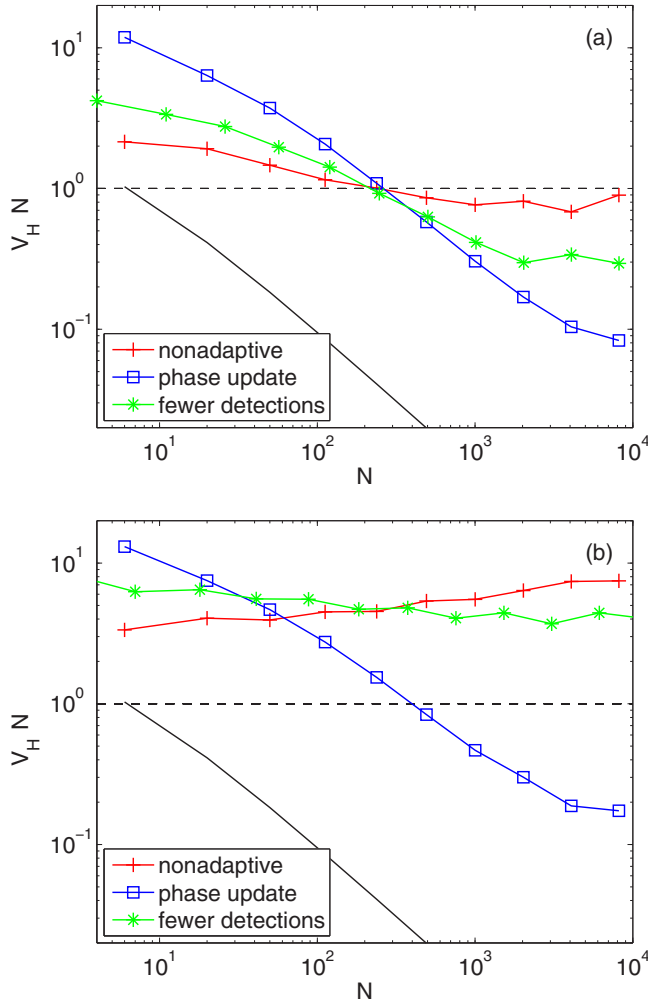 (a)
10^1
10^0
10^-1
V_H N
nonadaptive
phase update
fewer detections
10^1 10^2 10^3 10^4
N
(b)
10^1
10^0
10^-1
V_H N
nonadaptive
phase update
fewer detections
10^1 10^2 10^3 10^4
N